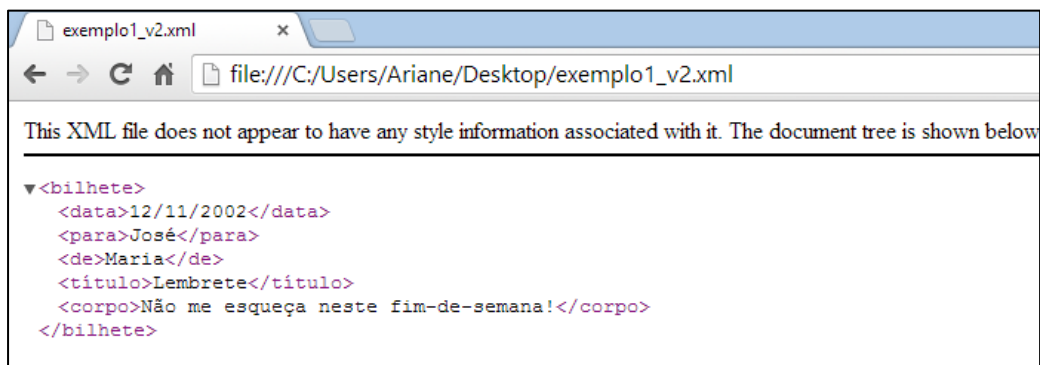 exemplo1_v2.xml
file:///C:/Users/Ariane/Desktop/exemplo1_v2.xml
This XML file does not appear to have any style information associated with it. The document tree is shown below
<bilhete>
<data>12/11/2002</data>
<para>José</para>
<de>Maria</de>
<título>Lembrete</título>
<corpo>Não me esqueça neste fim-de-semana!</corpo>
</bilhete>